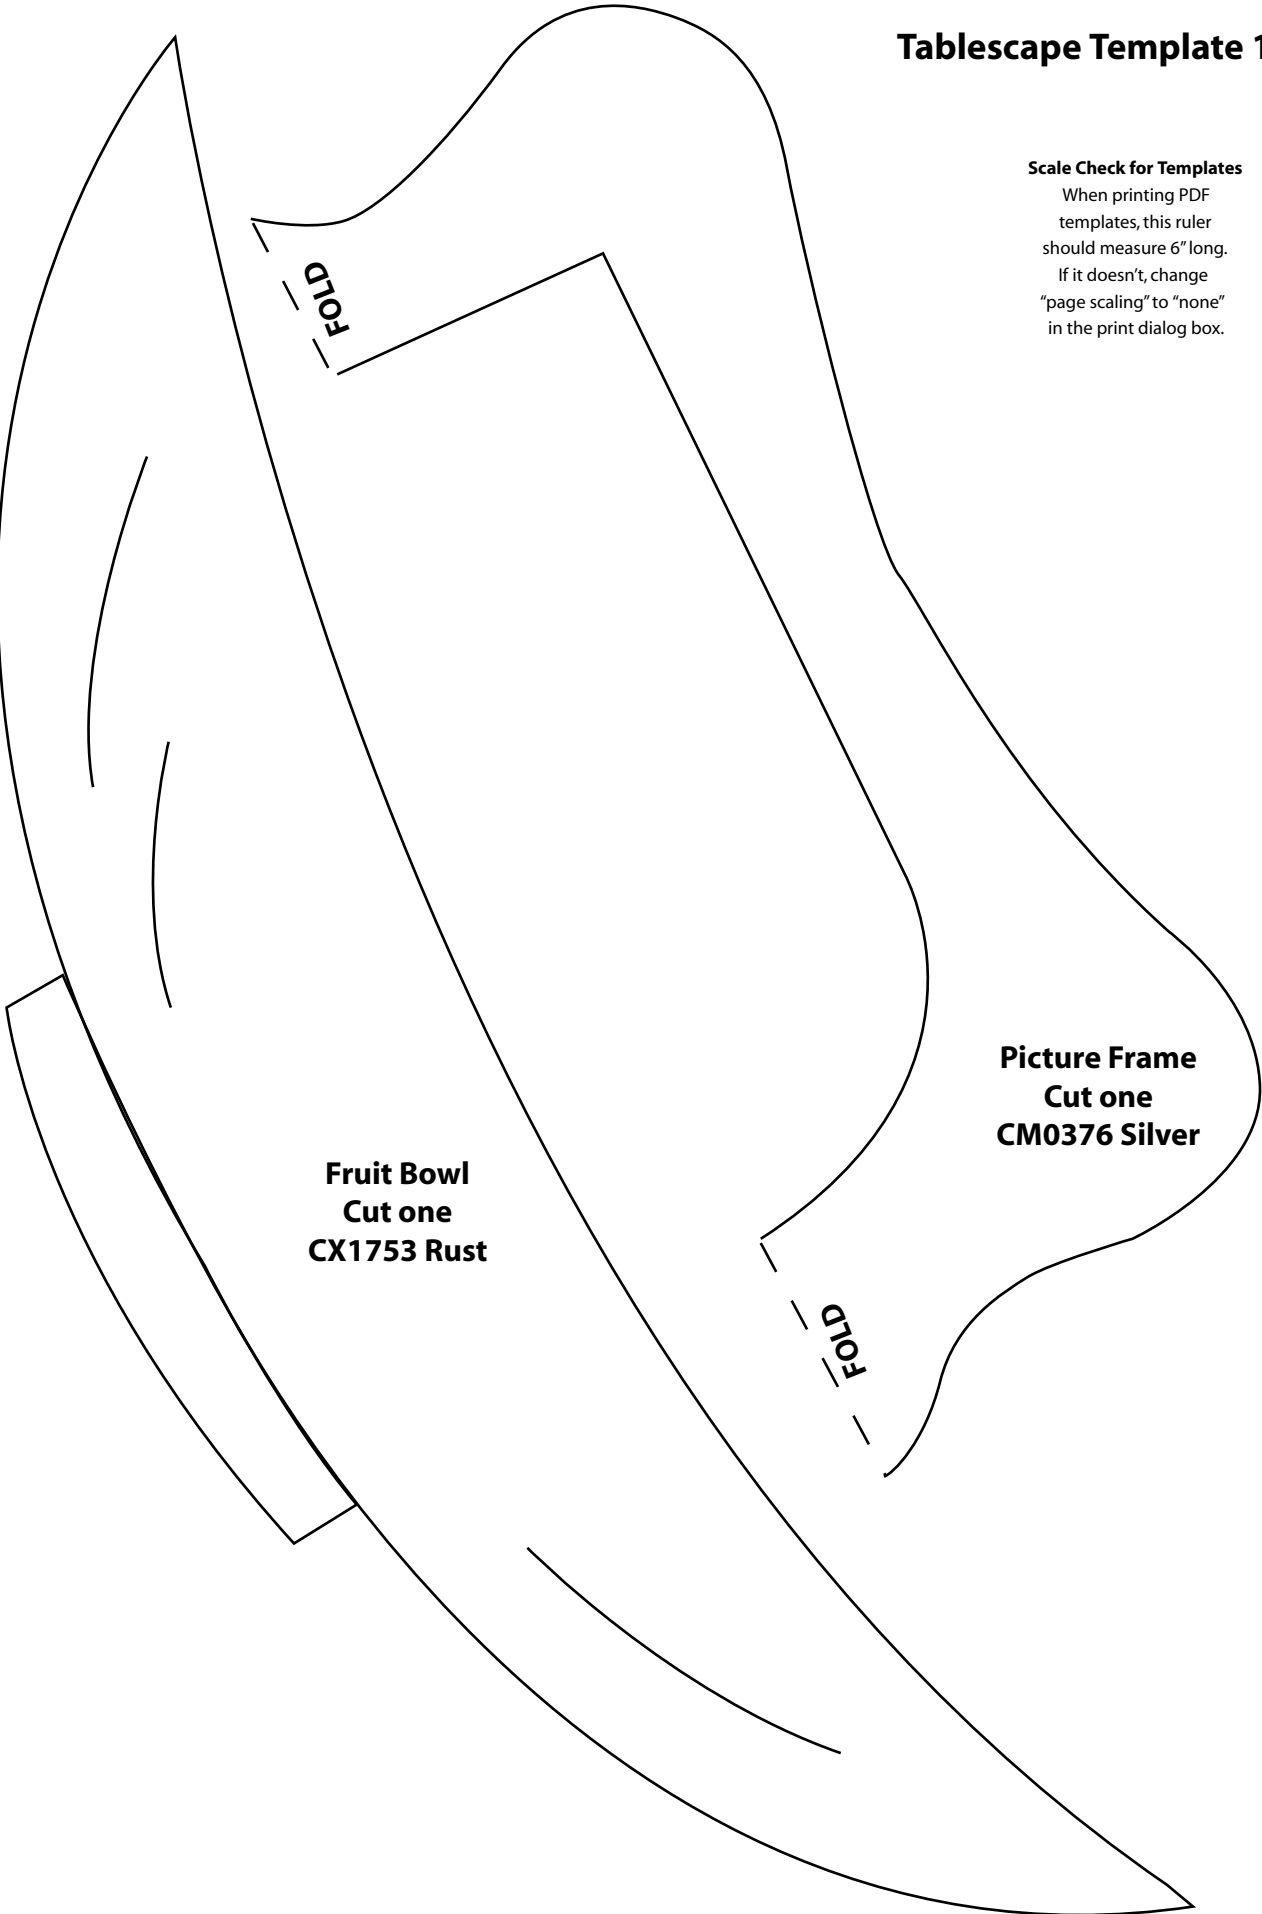 Tablescape Template 1
Scale Check for Templates
When printing PDF
templates, this ruler
should measure 6” long.
If it doesn’t, change
“page scaling” to “none”
in the print dialog box.
FOLD
Picture Frame
Cut one
CM0376 Silver
Fruit Bowl
Cut one
CX1753 Rust
FOLD